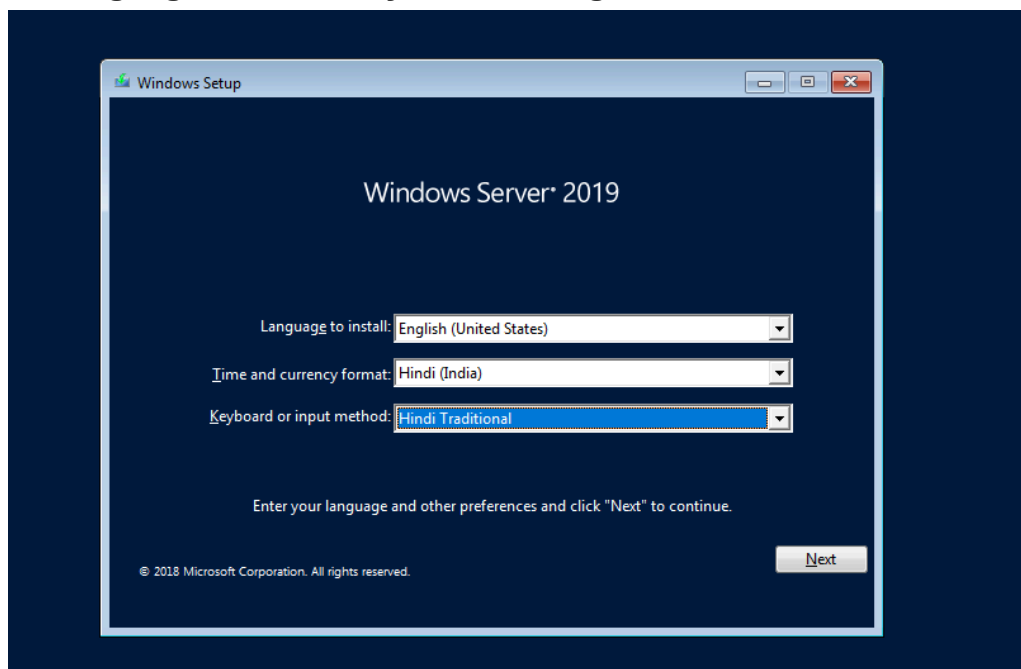 Windows Setup
Windows Server® 2019
Language to install: English (United States)
Time and currency format: Hindi (India)
Keyboard or input method: Hindi Traditional
Enter your language and other preferences and click "Next" to continue.
Next
© 2018 Microsoft Corporation. All rights reserved.